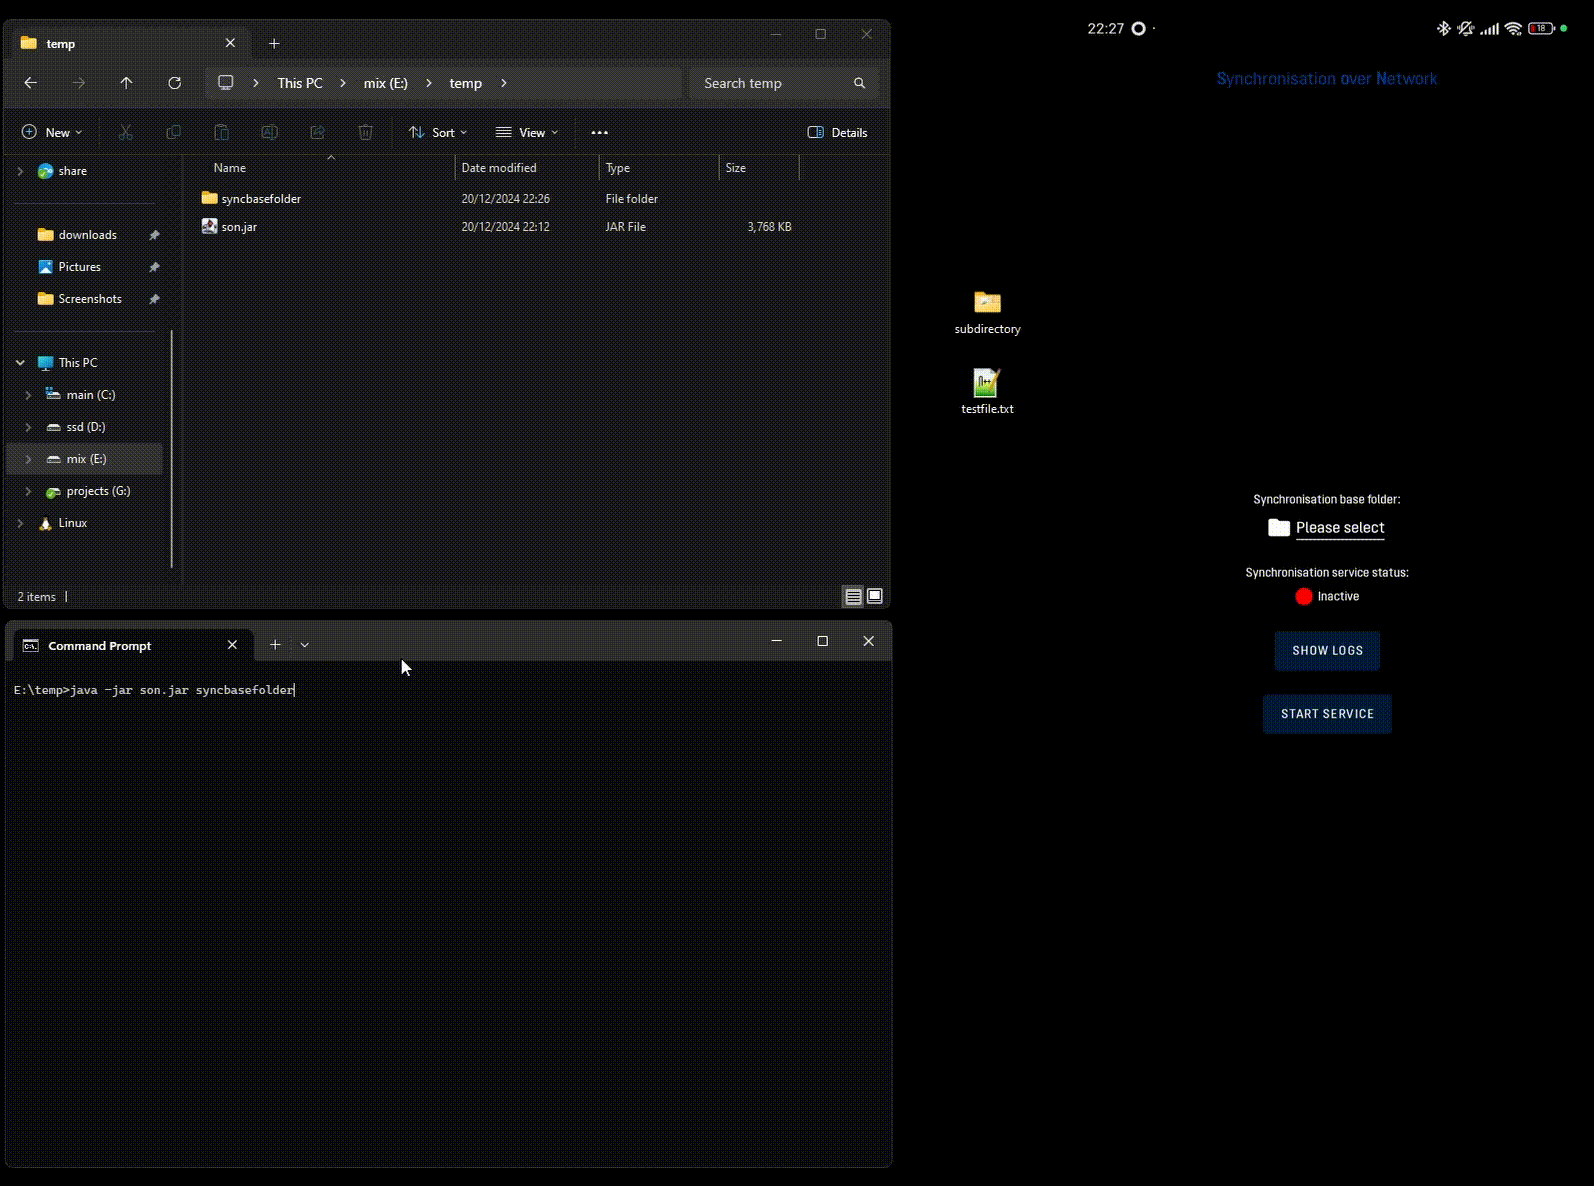 temp
This PC
mix (E:)
temp
Search temp
New
Sort
View
Details
share
downloads
Pictures
Screenshots
This PC
main (C:)
ssd (D:)
mix (E:)
projects (G:)
Linux
Name Date modified Type Size
syncbasefolder 20/12/2024 22:26 File folder
son.jar 20/12/2024 22:12 JAR File 3,768 KB
2 items
Command Prompt
E:\temp>java -jar son.jar syncbasefolder
subdirectory
testfile.txt
22:27
18
Synchronisation over Network
Synchronisation base folder:
Please select
Synchronisation service status:
Inactive
SHOW LOGS
START SERVICE